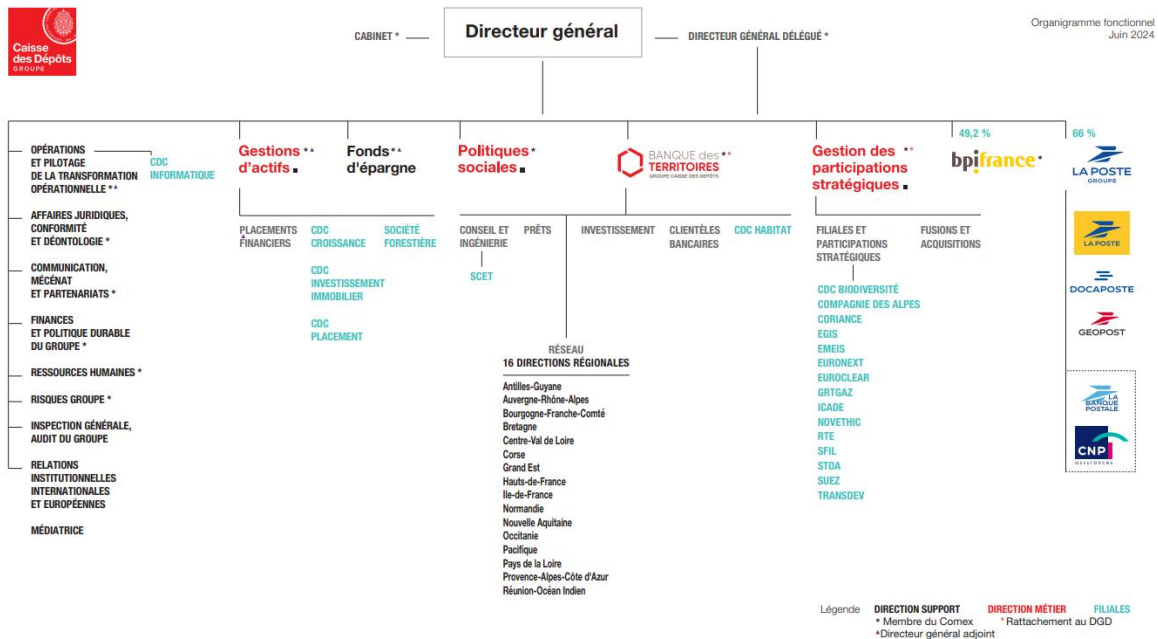 Caisse
des Dépôts
GROUPE
CABINET *
Directeur général
DIRECTEUR GÉNÉRAL DÉLÉGUÉ *
Organigramme fonctionnel
Juin 2024
OPÉRATIONS
ET PILOTAGE
DE LA TRANSFORMATION
OPÉRATIONNELLE *▲
CDC
INFORMATIQUE
AFFAIRES JURIDIQUES,
CONFORMITÉ
ET DÉONTOLOGIE *
COMMUNICATION,
MÉCÉNAT
ET PARTENARIATS *
FINANCES
ET POLITIQUE DURABLE
DU GROUPE *
RESSOURCES HUMAINES *
RISQUES GROUPE *
INSPECTION GÉNÉRALE,
AUDIT DU GROUPE
RELATIONS
INSTITUTIONNELLES
INTERNATIONALES
ET EUROPÉENNES
MÉDIATRICE
Gestions *▲
d'actifs ■
PLACEMENTS
FINANCIERS
CDC
CROISSANCE
CDC
INVESTISSEMENT
IMMOBILIER
CDC
PLACEMENT
SOCIÉTÉ
FORESTIÈRE
Fonds *▲
d'épargne
Politiques *
sociales ■
BANQUE des **
TERRITOIRES
GROUPE CAISSE DES DÉPÔTS
CONSEIL ET
INGÉNIERIE
SCET
PRÊTS
INVESTISSEMENT
CLIENTÈLES
BANCAIRES
CDC HABITAT
RÉSEAU
16 DIRECTIONS RÉGIONALES
Antilles-Guyane
Auvergne-Rhône-Alpes
Bourgogne-Franche-Comté
Bretagne
Centre-Val de Loire
Corse
Grand Est
Hauts-de-France
Ile-de-France
Normandie
Nouvelle Aquitaine
Occitanie
Pacifique
Pays de la Loire
Provence-Alpes-Côte d'Azur
Réunion-Océan Indien
Gestion des **
participations
stratégiques ■
FILIALES ET
PARTICIPATIONS
STRATÉGIQUES
CDC BIODIVERSITÉ
COMPAGNIE DES ALPES
CORIANCE
EGIS
EMEIS
EURONEXT
EUROCLEAR
GRTGAZ
ICADE
NOVETHIC
RTE
SFIL
STOA
SUEZ
TRANSDEV
FUSIONS ET
ACQUISITIONS
49,2 %
bpifrance *
66 %
LA POSTE
GROUPE
LA POSTE
DOCAPOSTE
GEOPOST
LA
BANQUE
POSTALE
CNP
assurances
Légende DIRECTION SUPPORT DIRECTION MÉTIER FILIALES
* Membre du Comex * Rattachement au DGD
▲Directeur général adjoint